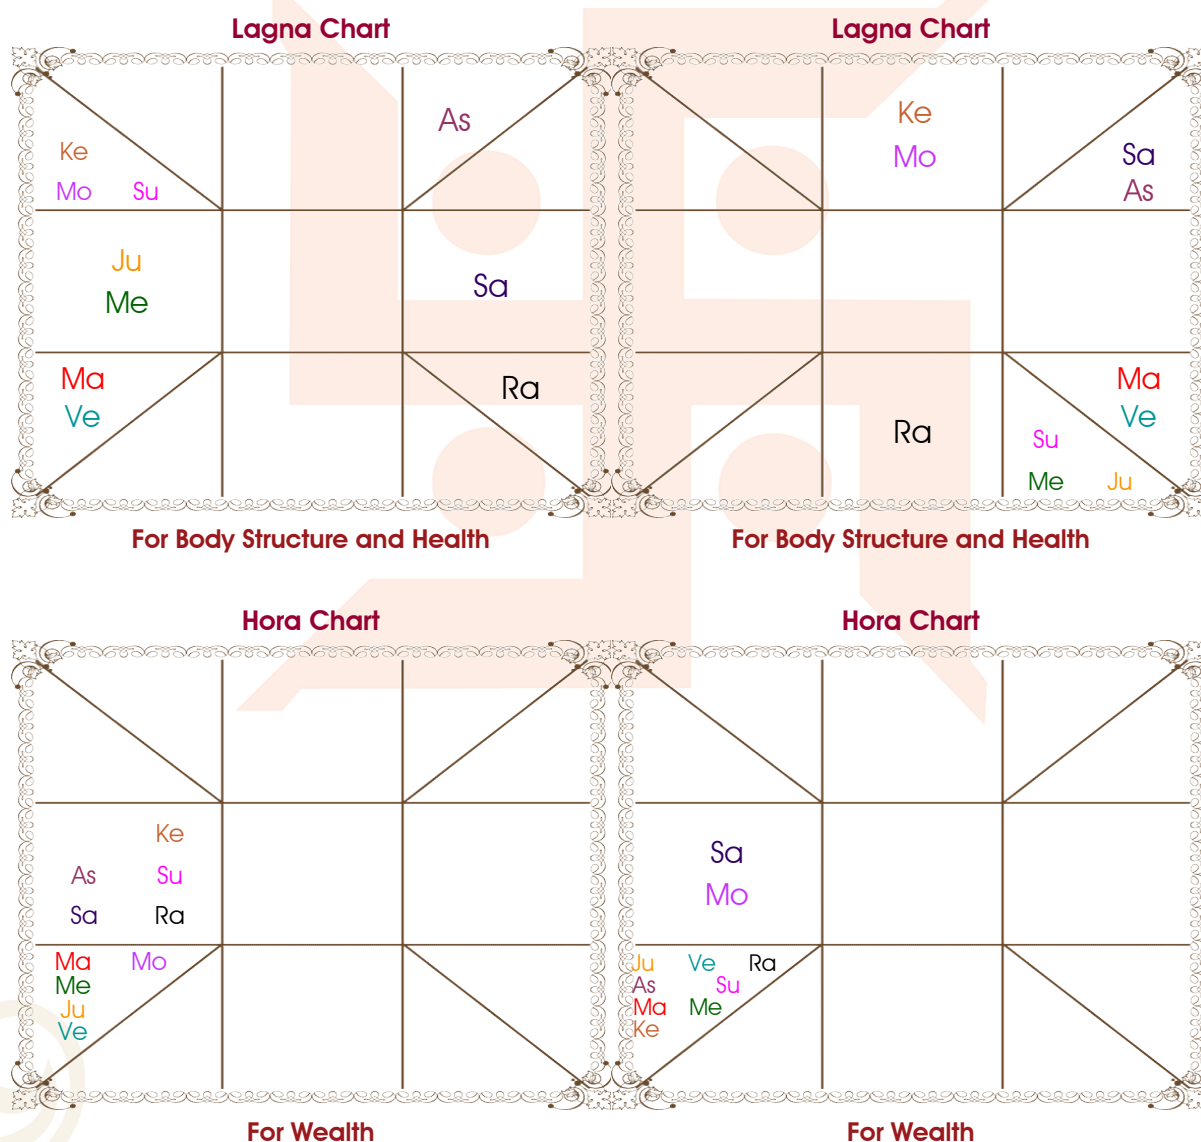 Lagna Chart
As
Ke
Mo Su
Ju
Me
Sa
Ma
Ve
Ra
For Body Structure and Health
Lagna Chart
Ke
Mo
Sa
As
Ma
Ve
Ra
Su
Me Ju
For Body Structure and Health
Hora Chart
Ke
As Su
Sa Ra
Ma Mo
Me
Ju
Ve
For Wealth
Hora Chart
Sa
Mo
Ju Ve Ra
As Su
Ma Me
Ke
For Wealth